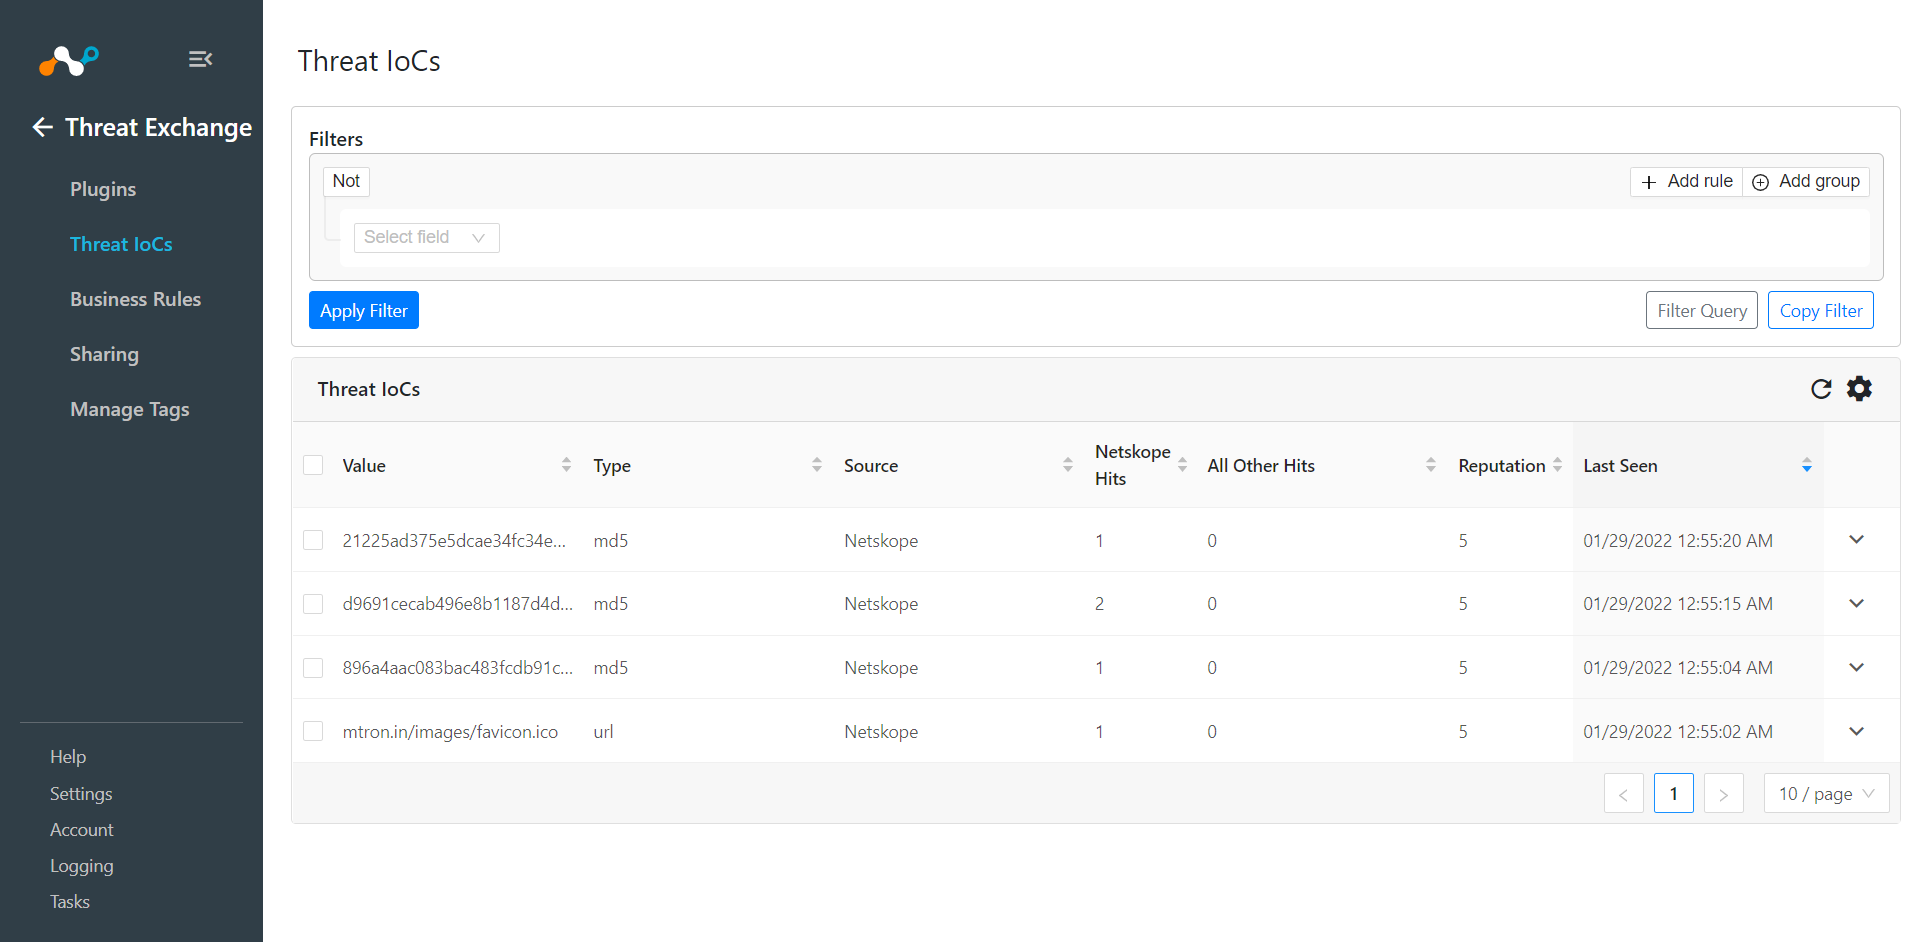 Threat Exchange
Plugins
Threat IoCs
Business Rules
Sharing
Manage Tags
Help
Settings
Account
Logging
Tasks
Threat IoCs
Filters
Not
Add rule
Add group
Select field
Apply Filter
Filter Query
Copy Filter
Threat IoCs
Value Type Source Netskope Hits All Other Hits Reputation Last Seen
21225ad375e5dcae34fc34e... md5 Netskope 1 0 5 01/29/2022 12:55:20 AM
d9691cecab496e8b1187d4d... md5 Netskope 2 0 5 01/29/2022 12:55:15 AM
896a4aac083bac483fcdb91c... md5 Netskope 1 0 5 01/29/2022 12:55:04 AM
mtron.in/images/favicon.ico url Netskope 1 0 5 01/29/2022 12:55:02 AM
1
10 / page